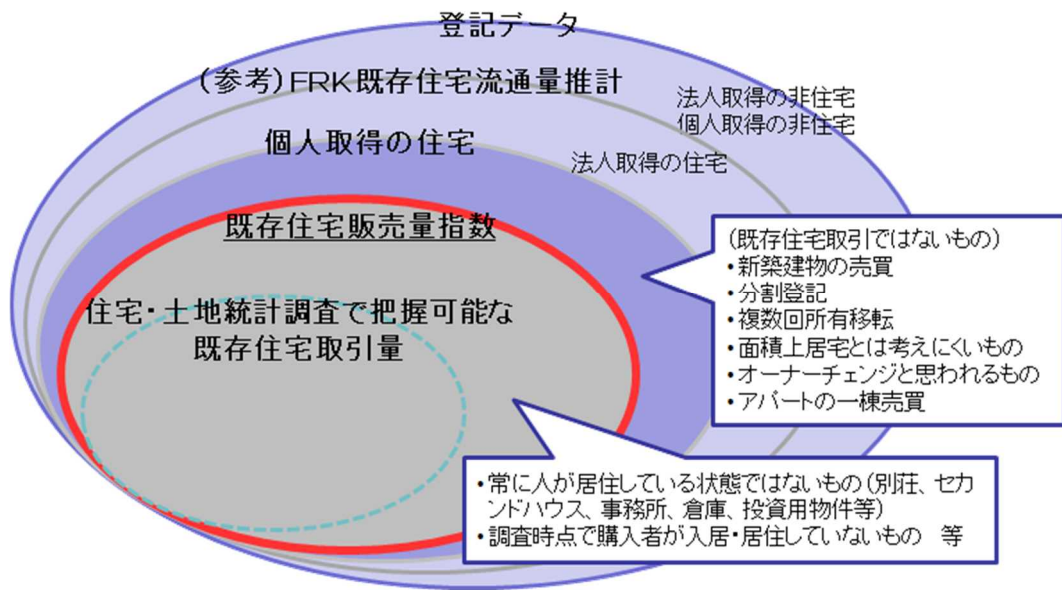 登記データ
(参考)FRK既存住宅流通量推計
法人取得の非住宅
個人取得の非住宅
個人取得の住宅
法人取得の住宅
既存住宅販売量指数
住宅・土地統計調査で把握可能な
既存住宅取引量
(既存住宅取引ではないもの)
・新築建物の売買
・分割登記
・複数回所有移転
・面積上居宅とは考えにくいもの
・オーナーチェンジと思われるもの
・アパートの一棟売買
・常に人が居住している状態ではないもの(別荘、セカ
ンドハウス、事務所、倉庫、投資用物件等)
・調査時点で購入者が入居・居住していないもの 等